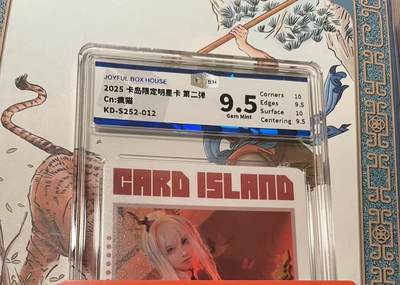 JOYFUL BOX HOUSE
BH
2025 卡岛限定明星卡 第二弹
Cn:疯猫
KD-S252-012
9.5
Gem Mint
Corners 10
Edges 9.5
Surface 10
Centering 9.5
CARD ISLAND